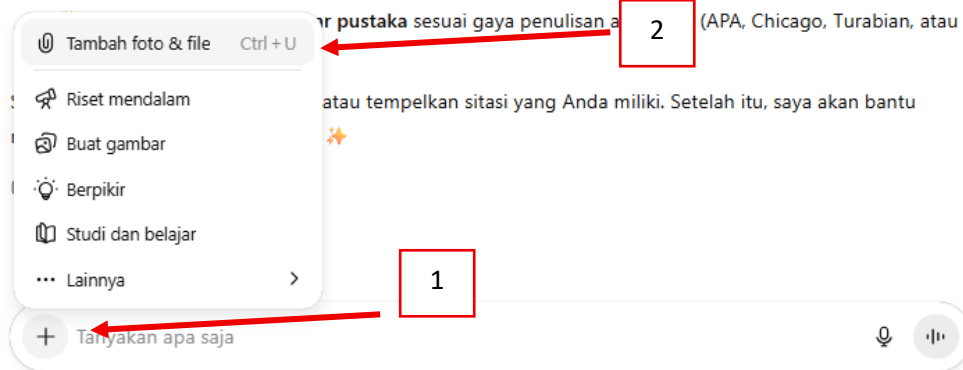 r pustaka sesuai gaya penulisan a (APA, Chicago, Turabian, atau
2
Tambah foto & file Ctrl + U
Riset mendalam atau tempelkan sitasi yang Anda miliki. Setelah itu, saya akan bantu
Buat gambar
Berpikir
Studi dan belajar
Lainnya
1
Tanyakan apa saja